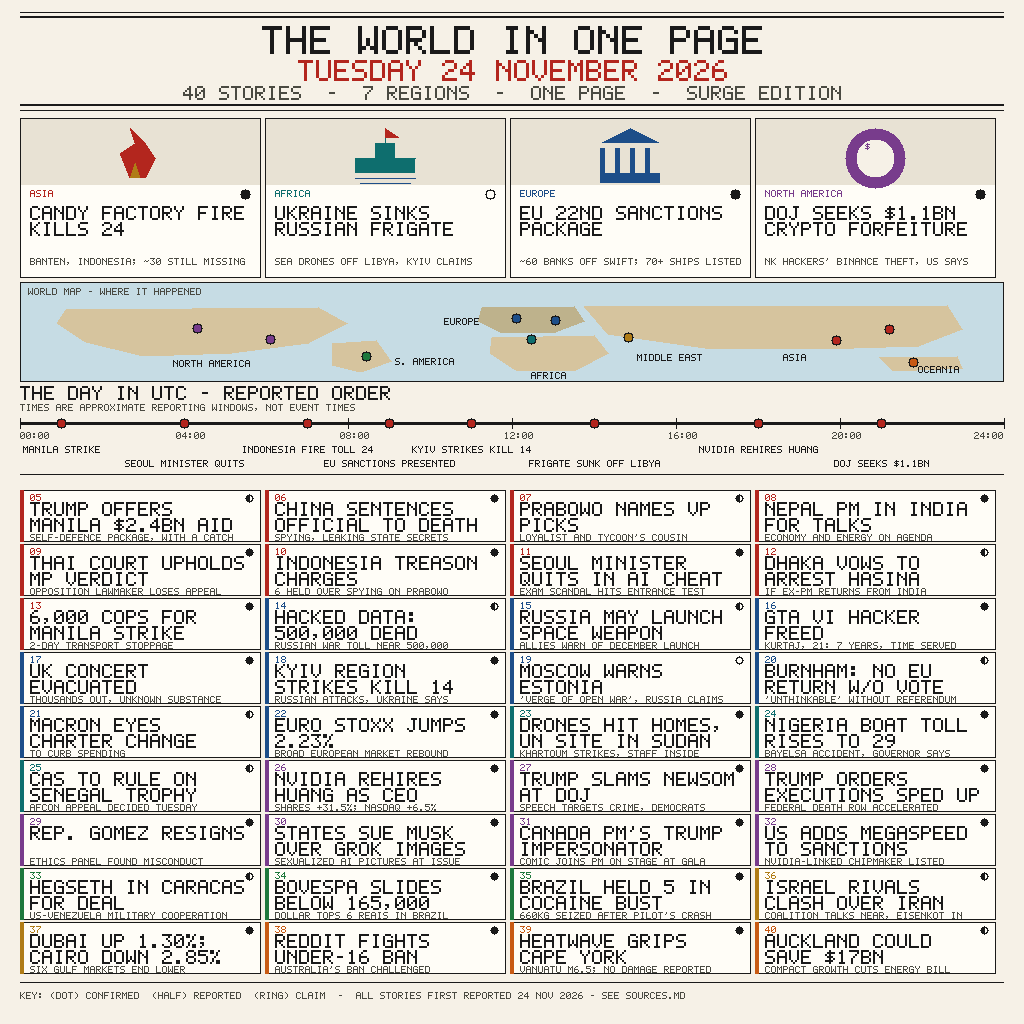 THE WORLD IN ONE PAGE
TUESDAY 24 NOVEMBER 2026
40 STORIES - 7 REGIONS - ONE PAGE - SURGE EDITION
ASIA
CANDY FACTORY FIRE
KILLS 24
BANTEN, INDONESIA; ~30 STILL MISSING
AFRICA
UKRAINE SINKS
RUSSIAN FRIGATE
SEA DRONES OFF LIBYA, KYIV CLAIMS
EUROPE
EU 22ND SANCTIONS
PACKAGE
~60 BANKS OFF SWIFT; 70+ SHIPS LISTED
$
NORTH AMERICA
DOJ SEEKS $1.1BN
CRYPTO FORFEITURE
NK HACKERS' BINANCE THEFT, US SAYS
WORLD MAP - WHERE IT HAPPENED
NORTH AMERICA
S. AMERICA
EUROPE
AFRICA
MIDDLE EAST
ASIA
OCEANIA
THE DAY IN UTC - REPORTED ORDER
TIMES ARE APPROXIMATE REPORTING WINDOWS, NOT EVENT TIMES
00:00 04:00 08:00 12:00 16:00 20:00 24:00
MANILA STRIKE INDONESIA FIRE TOLL 24 KYIV STRIKES KILL 14 NVIDIA REHIRES HUANG
SEOUL MINISTER QUITS EU SANCTIONS PRESENTED FRIGATE SUNK OFF LIBYA DOJ SEEKS $1.1BN
05
TRUMP OFFERS
MANILA $2.4BN AID
SELF-DEFENCE PACKAGE, WITH A CATCH
06
CHINA SENTENCES
OFFICIAL TO DEATH
SPYING, LEAKING STATE SECRETS
07
PRABOWO NAMES VP
PICKS
LOYALIST AND TYCOON'S COUSIN
08
NEPAL PM IN INDIA
FOR TALKS
ECONOMY AND ENERGY ON AGENDA
09
THAI COURT UPHOLDS
MP VERDICT
OPPOSITION LAWMAKER LOSES APPEAL
10
INDONESIA TREASON
CHARGES
6 HELD OVER SPYING ON PRABOWO
11
SEOUL MINISTER
QUITS IN AI CHEAT
EXAM SCANDAL HITS ENTRANCE TEST
12
DHAKA VOWS TO
ARREST HASINA
IF EX-PM RETURNS FROM INDIA
13
6,000 COPS FOR
MANILA STRIKE
2-DAY TRANSPORT STOPPAGE
14
HACKED DATA:
500,000 DEAD
RUSSIAN WAR TOLL NEAR 500,000
15
RUSSIA MAY LAUNCH
SPACE WEAPON
ALLIES WARN OF DECEMBER LAUNCH
16
GTA VI HACKER
FREED
KURTAJ, 21: 7 YEARS, TIME SERVED
17
UK CONCERT
EVACUATED
THOUSANDS OUT, UNKNOWN SUBSTANCE
18
KYIV REGION
STRIKES KILL 14
RUSSIAN ATTACKS, UKRAINE SAYS
19
MOSCOW WARNS
ESTONIA
'VERGE OF OPEN WAR', RUSSIA CLAIMS
20
BURNHAM: NO EU
RETURN W/O VOTE
'UNTHINKABLE' WITHOUT REFERENDUM
21
MACRON EYES
CHARTER CHANGE
TO CURB SPENDING
22
EURO STOXX JUMPS
2.23%
BROAD EUROPEAN MARKET REBOUND
23
DRONES HIT HOMES,
UN SITE IN SUDAN
KHARTOUM STRIKES, STAFF INSIDE
24
NIGERIA BOAT TOLL
RISES TO 29
BAYELSA ACCIDENT, GOVERNOR SAYS
25
CAS TO RULE ON
SENEGAL TROPHY
AFCON APPEAL DECIDED TUESDAY
26
NVIDIA REHIRES
HUANG AS CEO
SHARES +31.5%; NASDAQ +6.5%
27
TRUMP SLAMS NEWSOM
AT DOJ
SPEECH TARGETS CRIME, DEMOCRATS
28
TRUMP ORDERS
EXECUTIONS SPED UP
FEDERAL DEATH ROW ACCELERATED
29
REP. GOMEZ RESIGNS
ETHICS PANEL FOUND MISCONDUCT
30
STATES SUE MUSK
OVER GROK IMAGES
SEXUALIZED AI PICTURES AT ISSUE
31
CANADA PM'S TRUMP
IMPERSONATOR
COMIC JOINS PM ON STAGE AT GALA
32
US ADDS MEGASPEED
TO SANCTIONS
NVIDIA-LINKED CHIPMAKER LISTED
33
HEGSETH IN CARACAS
FOR DEAL
US-VENEZUELA MILITARY COOPERATION
34
BOVESPA SLIDES
BELOW 165,000
DOLLAR TOPS 6 REAIS IN BRAZIL
35
BRAZIL HELD 5 IN
COCAINE BUST
660KG SEIZED AFTER PILOT'S CRASH
36
ISRAEL RIVALS
CLASH OVER IRAN
COALITION TALKS NEAR, EISENKOT IN
37
DUBAI UP 1.30%;
CAIRO DOWN 2.85%
SIX GULF MARKETS END LOWER
38
REDDIT FIGHTS
UNDER-16 BAN
AUSTRALIA'S BAN CHALLENGED
39
HEATWAVE GRIPS
CAPE YORK
VANUATU M6.5; NO DAMAGE REPORTED
40
AUCKLAND COULD
SAVE $17BN
COMPACT GROWTH CUTS ENERGY BILL
KEY: (DOT) CONFIRMED (HALF) REPORTED (RING) CLAIM - ALL STORIES FIRST REPORTED 24 NOV 2026 - SEE SOURCES.MD